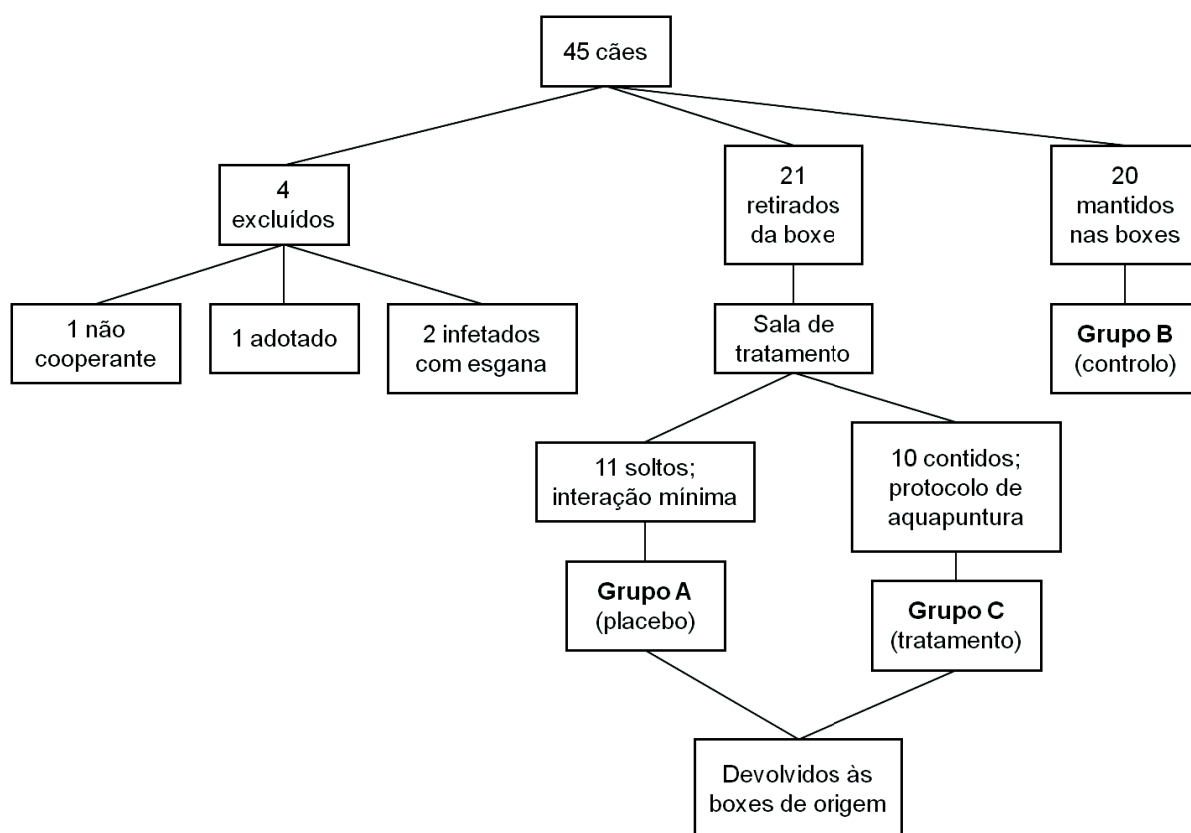 45 cães
4
excluídos
21
retirados
da boxe
20
mantidos
nas boxes
1 não
cooperante
1 adotado
2 infetados
com esgana
Sala de
tratamento
Grupo B
(controlo)
11 soltos;
interação mínima
10 contidos;
protocolo de
aquapuntura
Grupo A
(placebo)
Grupo C
(tratamento)
Devolvidos às
boxes de origem